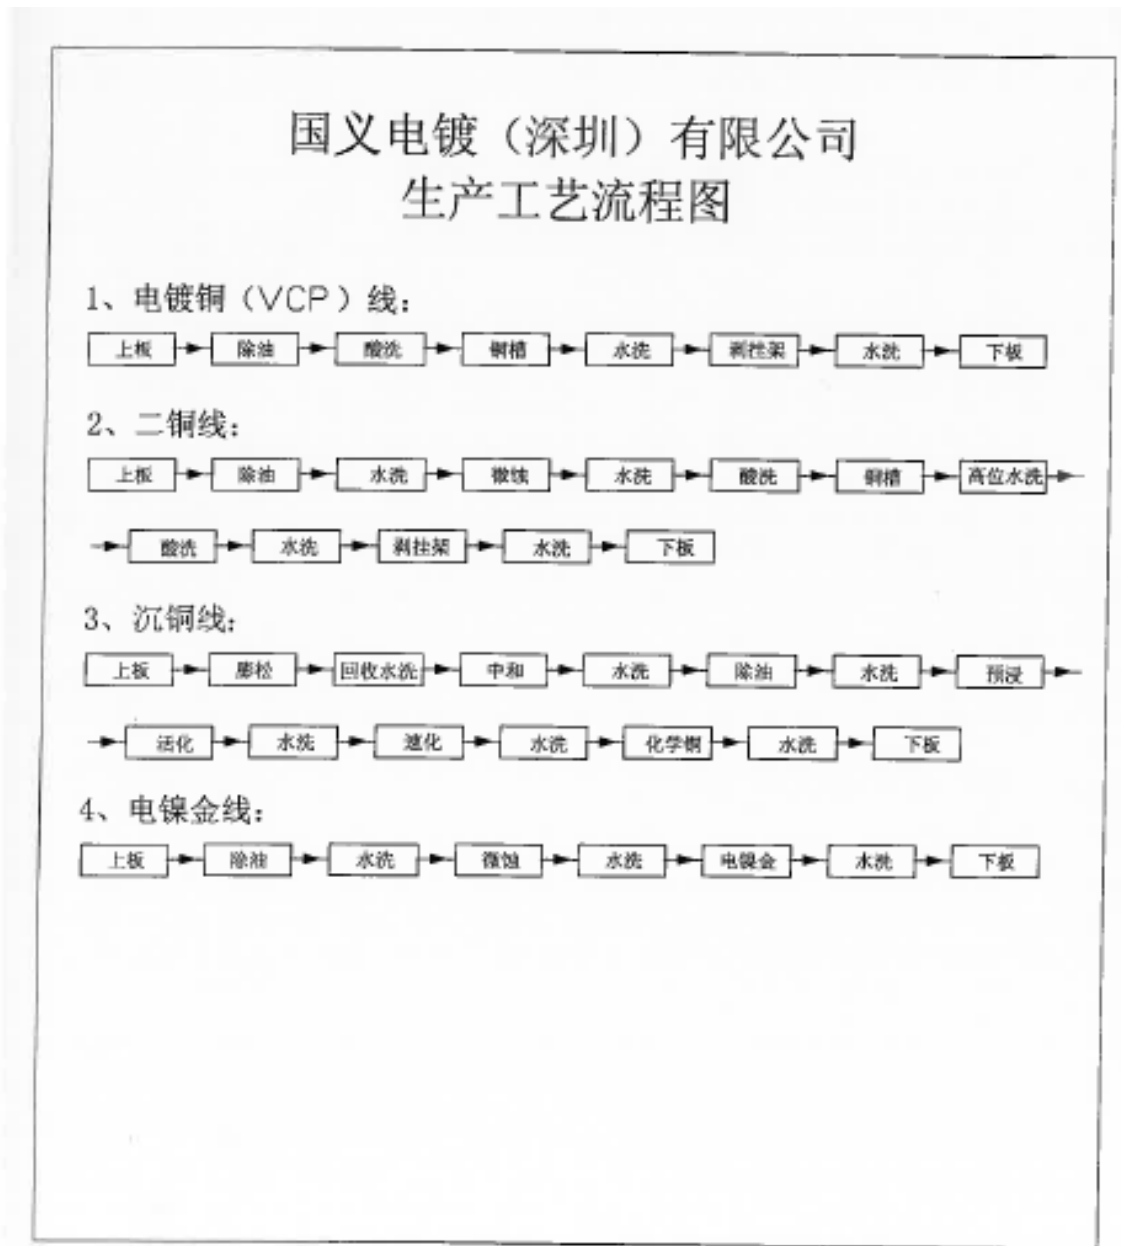 国义电镀（深圳）有限公司
生产工艺流程图
1、电镀铜（VCP）线：
上板 除油 酸洗 铜槽 水洗 剥挂架 水洗 下板
2、二铜线：
上板 除油 水洗 微蚀 水洗 酸洗 铜槽 高位水洗
酸洗 水洗 剥挂架 水洗 下板
3、沉铜线：
上板 膨松 回收水洗 中和 水洗 除油 水洗 预浸
活化 水洗 速化 水洗 化学铜 水洗 下板
4、电镍金线：
上板 除油 水洗 微蚀 水洗 电镍金 水洗 下板